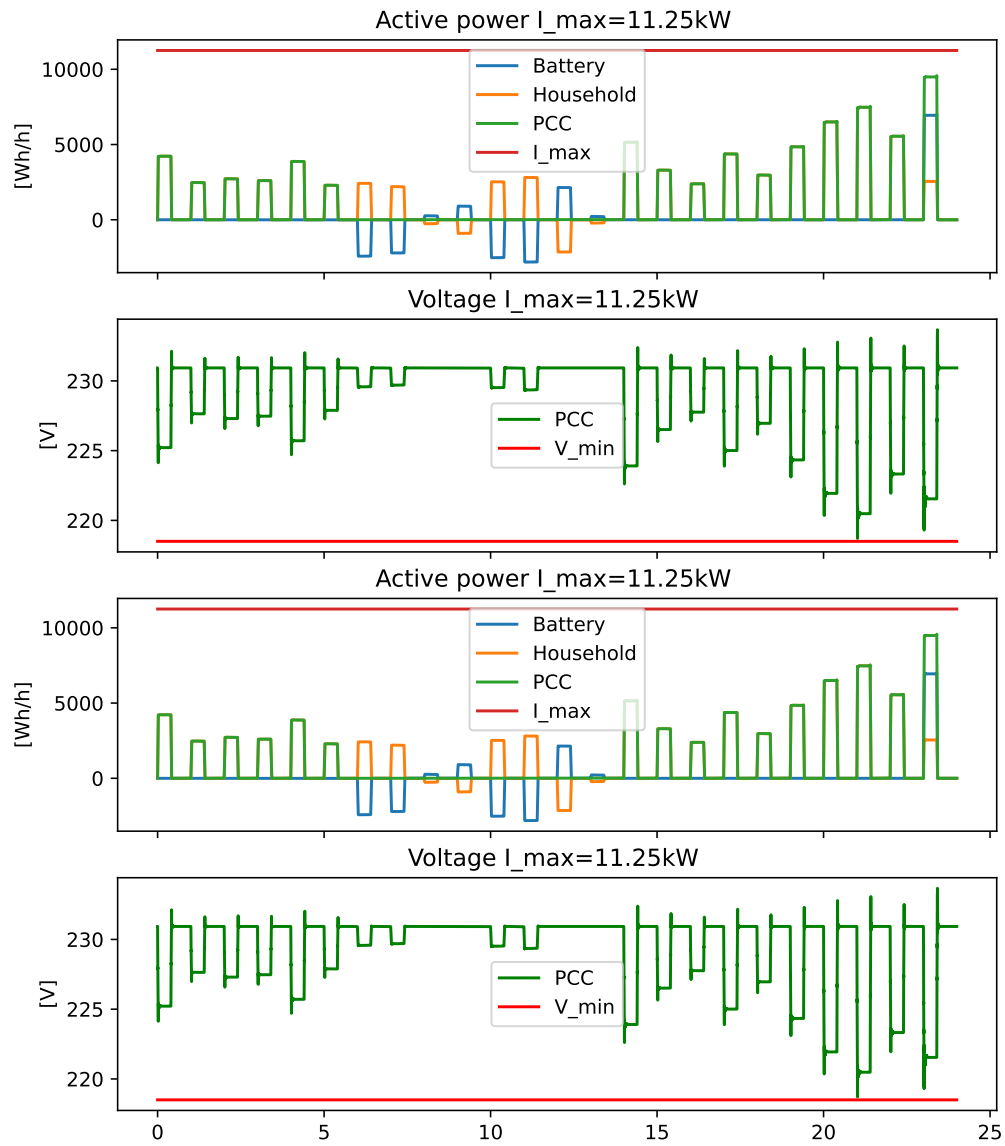 Active power I_max=11.25kW
[Wh/h]
10000
5000
0
Battery
Household
PCC
I_max
Voltage I_max=11.25kW
[V]
230
225
220
PCC
V_min
Active power I_max=11.25kW
[Wh/h]
10000
5000
0
Battery
Household
PCC
I_max
Voltage I_max=11.25kW
[V]
230
225
220
PCC
V_min
0 5 10 15 20 25